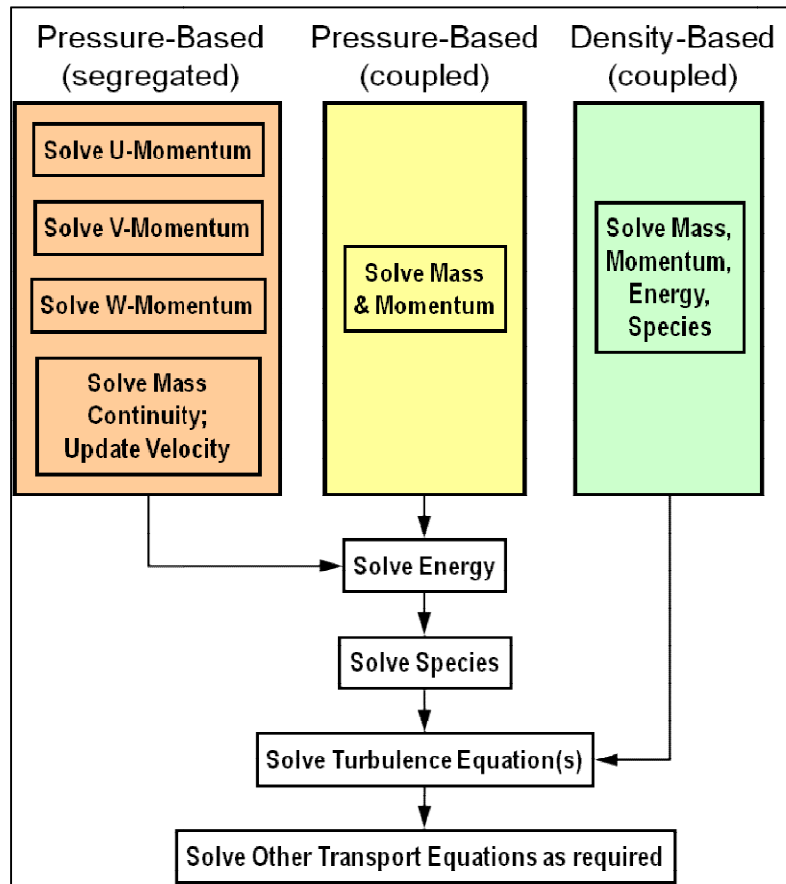 Pressure-Based
(segregated)
Pressure-Based
(coupled)
Density-Based
(coupled)
Solve U-Momentum
Solve V-Momentum
Solve W-Momentum
Solve Mass
Continuity;
Update Velocity
Solve Mass
& Momentum
Solve Mass,
Momentum,
Energy,
Species
Solve Energy
Solve Species
Solve Turbulence Equation(s)
Solve Other Transport Equations as required